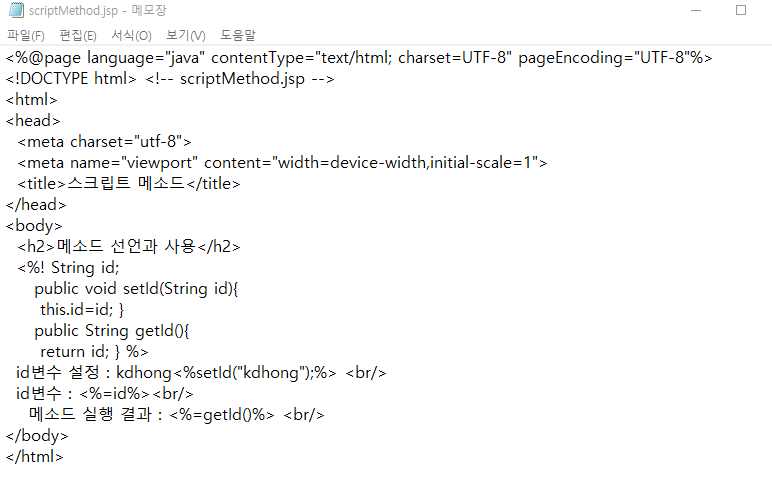 scriptMethod.jsp - 메모장
파일(F) 편집(E) 서식(O) 보기(V) 도움말
<%@page language="java" contentType="text/html; charset=UTF-8" pageEncoding="UTF-8"%>
<!DOCTYPE html> <!-- scriptMethod.jsp -->
<html>
<head>
  <meta charset="utf-8">
  <meta name="viewport" content="width=device-width,initial-scale=1">
  <title>스크립트 메소드</title>
</head>
<body>
  <h2>메소드 선언과 사용</h2>
  <%! String id;
     public void setId(String id){
      this.id=id; }
     public String getId(){
      return id; } %>
  id변수 설정 : kdhong<%setId("kdhong");%> <br/>
  id변수 : <%=id%><br/>
    메소드 실행 결과 : <%=getId()%> <br/>
</body>
</html>